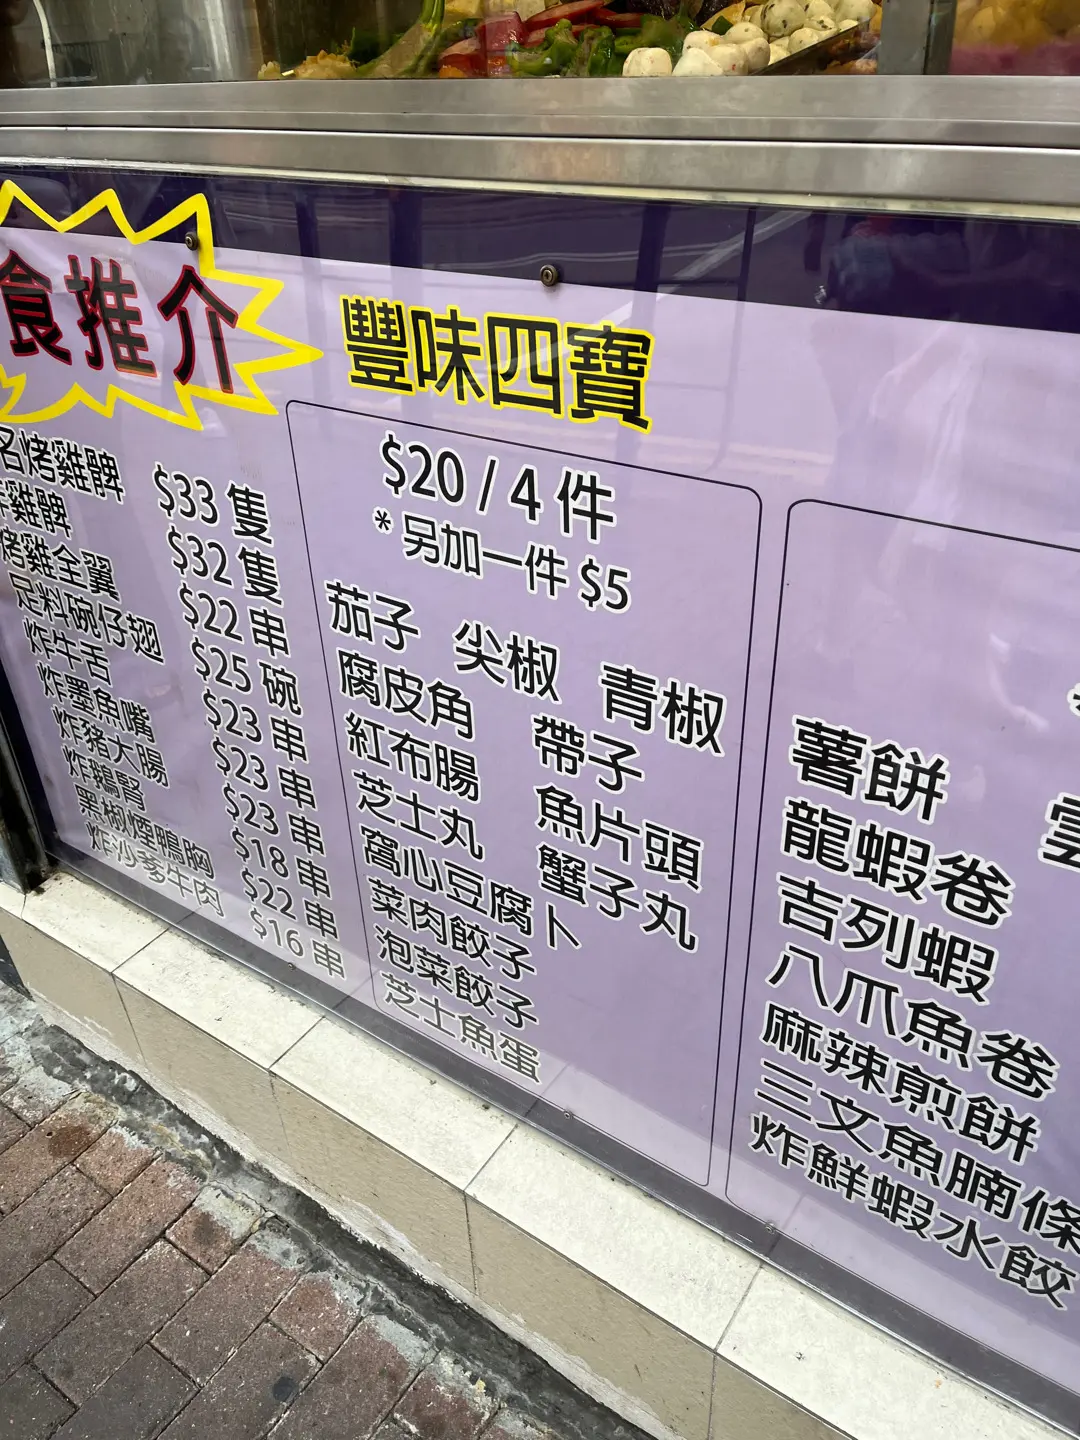 食推介
名烤雞髀 $33 隻
雞髀 $32 隻
烤雞全翼 $22 串
足料碗仔翅 $25 碗
炸牛舌 $23 串
炸墨魚嘴 $23 串
炸豬大腸 $23 串
炸鵝腎 $18 串
黑椒煙鴨胸 $22 串
炸沙爹牛肉 $16 串
豐味四寶
$20 / 4 件
* 另加一件 $5
茄子 尖椒 青椒
腐皮角 帶子
紅布腸 魚片頭
芝士丸 蟹子丸
窩心豆腐卜
菜肉餃子
泡菜餃子
芝士魚蛋
薯餅
龍蝦卷
吉列蝦
八爪魚卷
麻辣煎餅
三文魚腩條
炸鮮蝦水餃